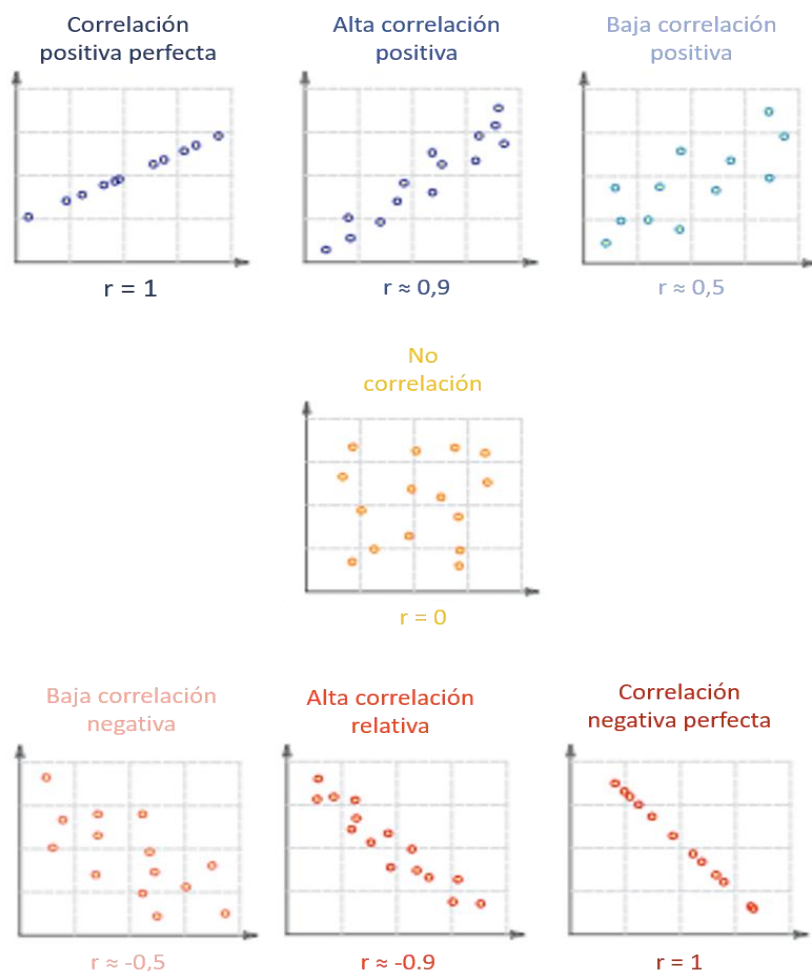 Correlación
positiva perfecta
Alta correlación
positiva
Baja correlación
positiva
r = 1
r ≈ 0,9
r ≈ 0,5
No
correlación
r = 0
Baja correlación
negativa
Alta correlación
relativa
Correlación
negativa perfecta
r ≈ -0,5
r ≈ -0.9
r = 1